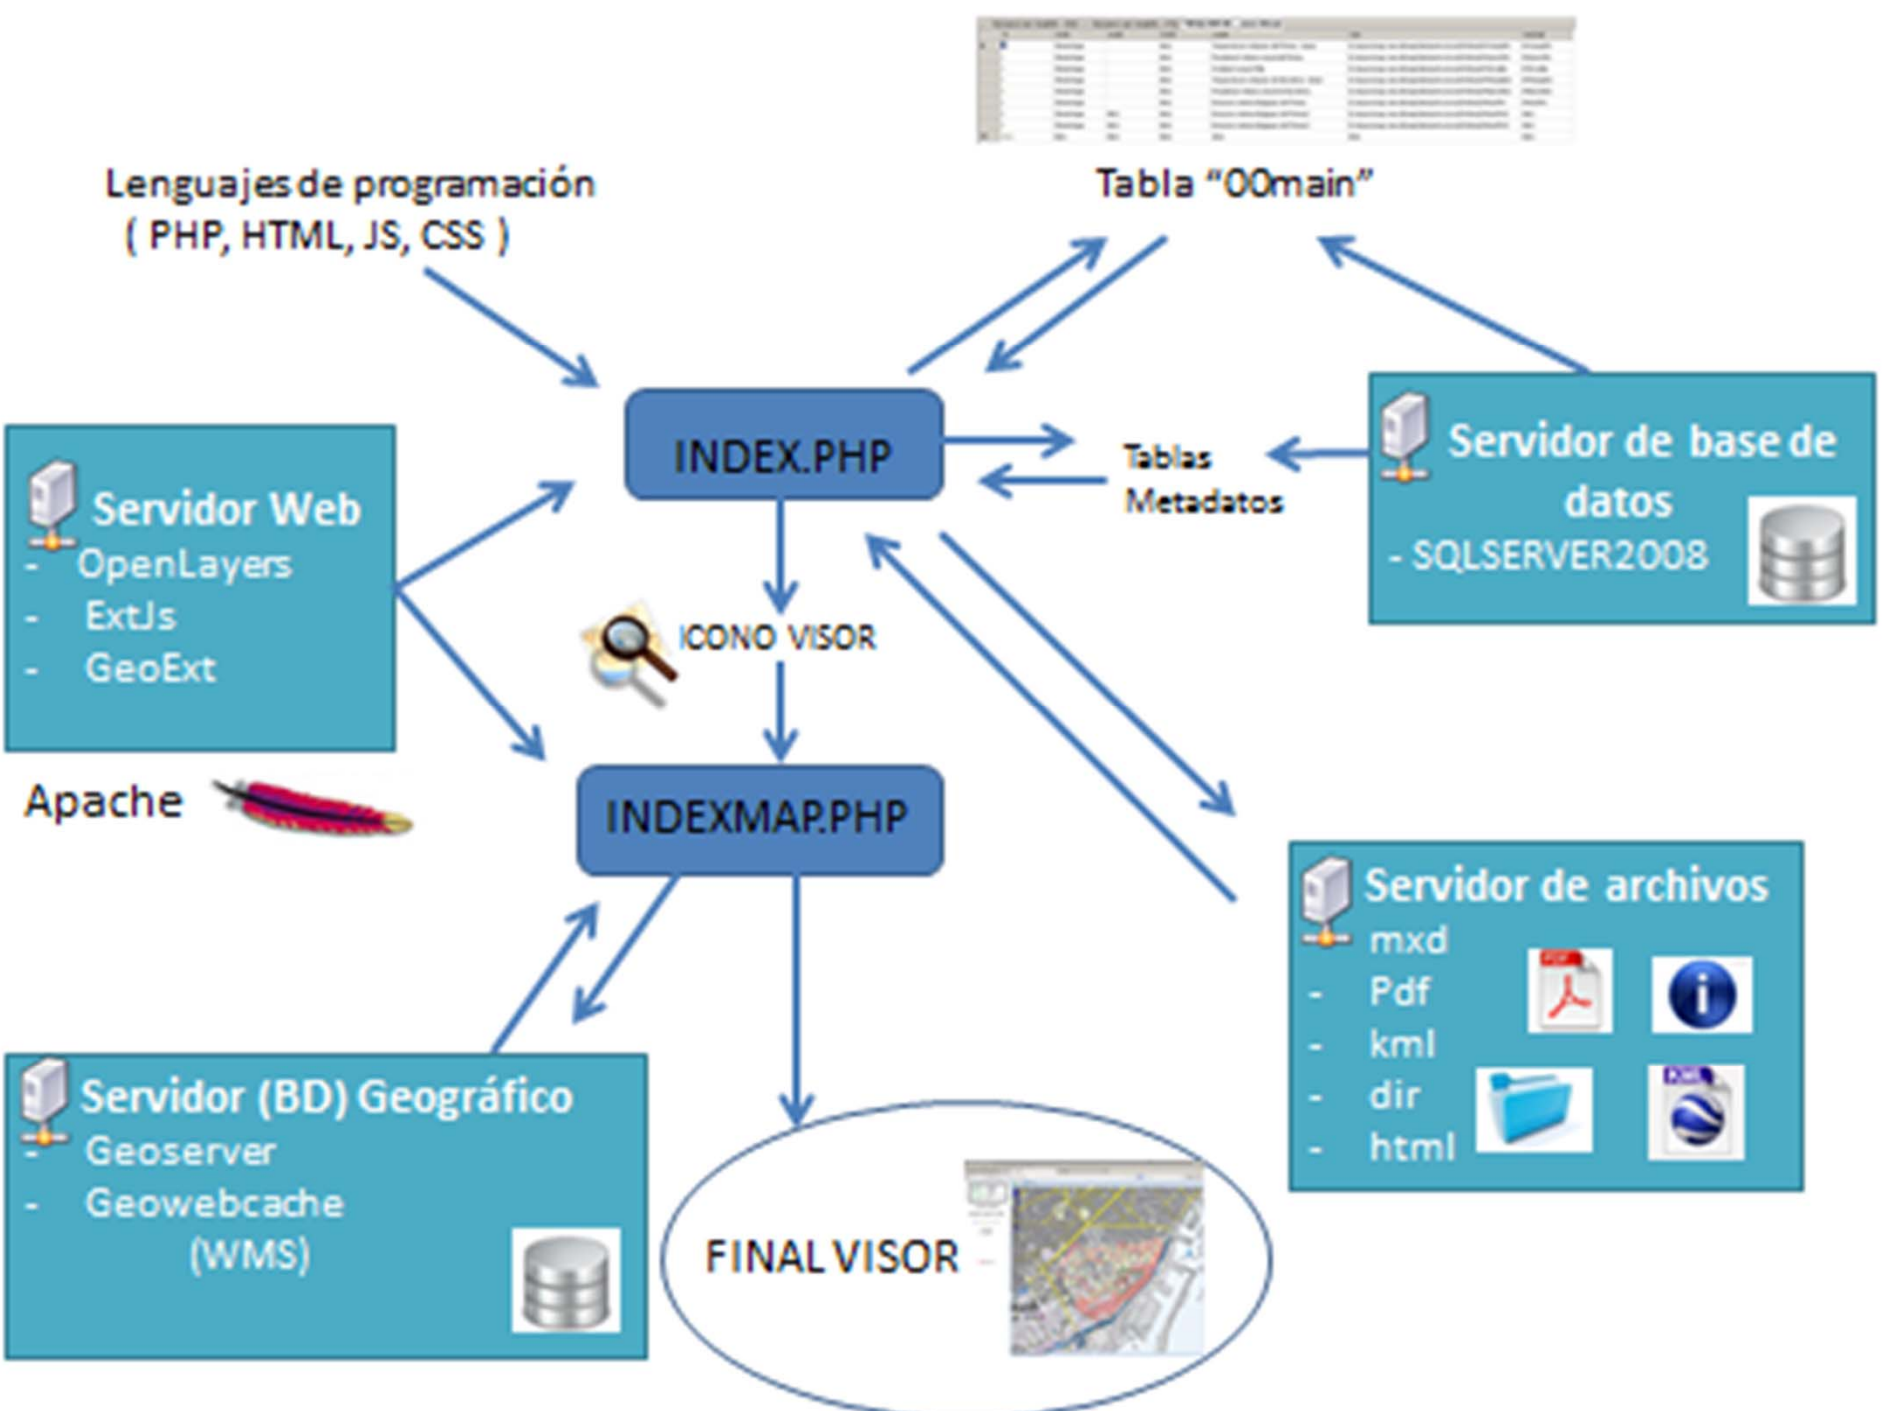 Lenguajes de programación
( PHP, HTML, JS, CSS )
Tabla “00main”
INDEX.PHP
Tablas
Metadatos
Servidor de base de
datos
- SQLSERVER2008
Servidor Web
- OpenLayers
- ExtJs
- GeoExt
ICONO VISOR
Apache
INDEXMAP.PHP
Servidor de archivos
mxd
- Pdf
- kml
- dir
- html
PDF
KML
Servidor (BD) Geográfico
- Geoserver
- Geowebcache
(WMS)
FINAL VISOR